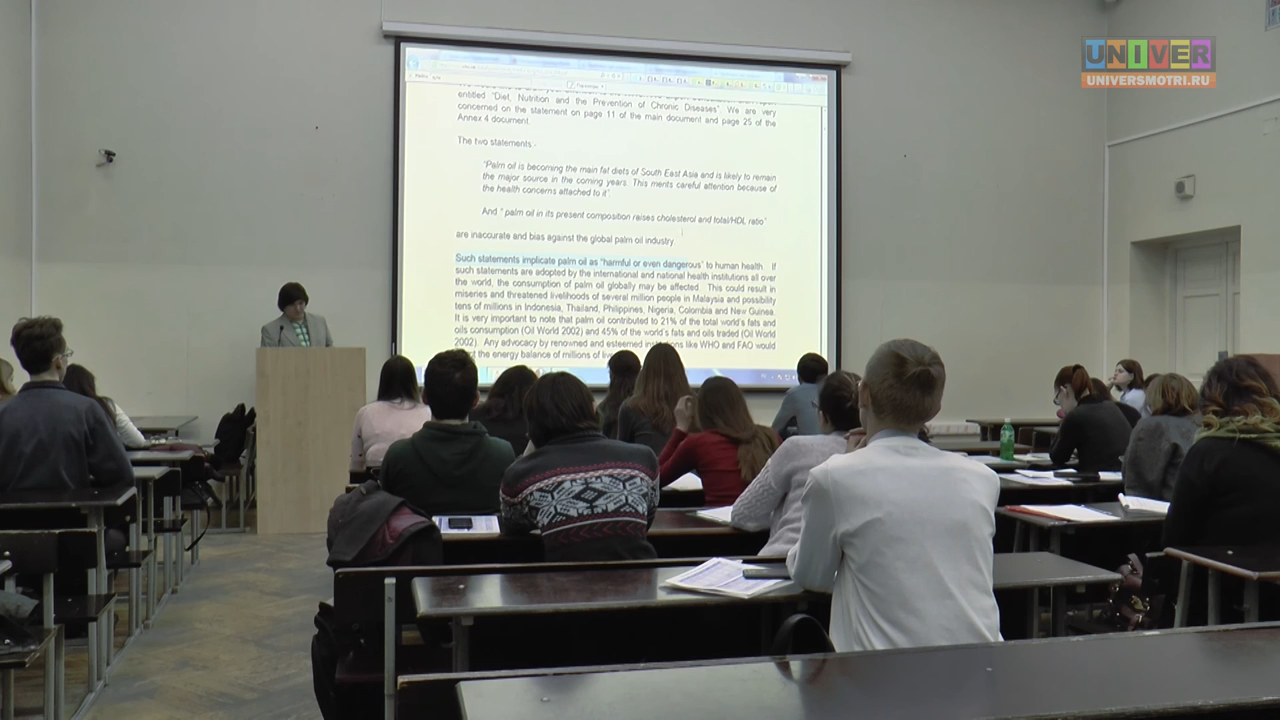 UNIVER
UNIVERSMOTRI.RU
entitled "Diet, Nutrition and the Prevention of Chronic Diseases". We are very
concerned on the statement on page 11 of the main document and page 25 of the
Annex 4 document.
The two statements:-
"Palm oil is becoming the main fat diets of South East Asia and is likely to remain
the major source in the coming years. This merits careful attention because of
the health concerns attached to it"
And " palm oil in its present composition raises cholesterol and total/HDL ratio"
are inaccurate and bias against the global palm oil industry.
Such statements implicate palm oil as "harmful or even dangerous" to human health. If
such statements are adopted by the international and national health institutions all over
the world, the consumption of palm oil globally may be affected. This could result in
miseries and threatened livelihoods of several million people in Malaysia and possibility
tens of millions in Indonesia, Thailand, Philippines, Nigeria, Colombia and New Guinea.
It is very important to note that palm oil contributed to 21% of the total world's fats and
oils consumption (Oil World 2002) and 45% of the world's fats and oils traded (Oil World
2002). Any advocacy by renowned and esteemed like WHO and FAO would
the energy balance of millions of